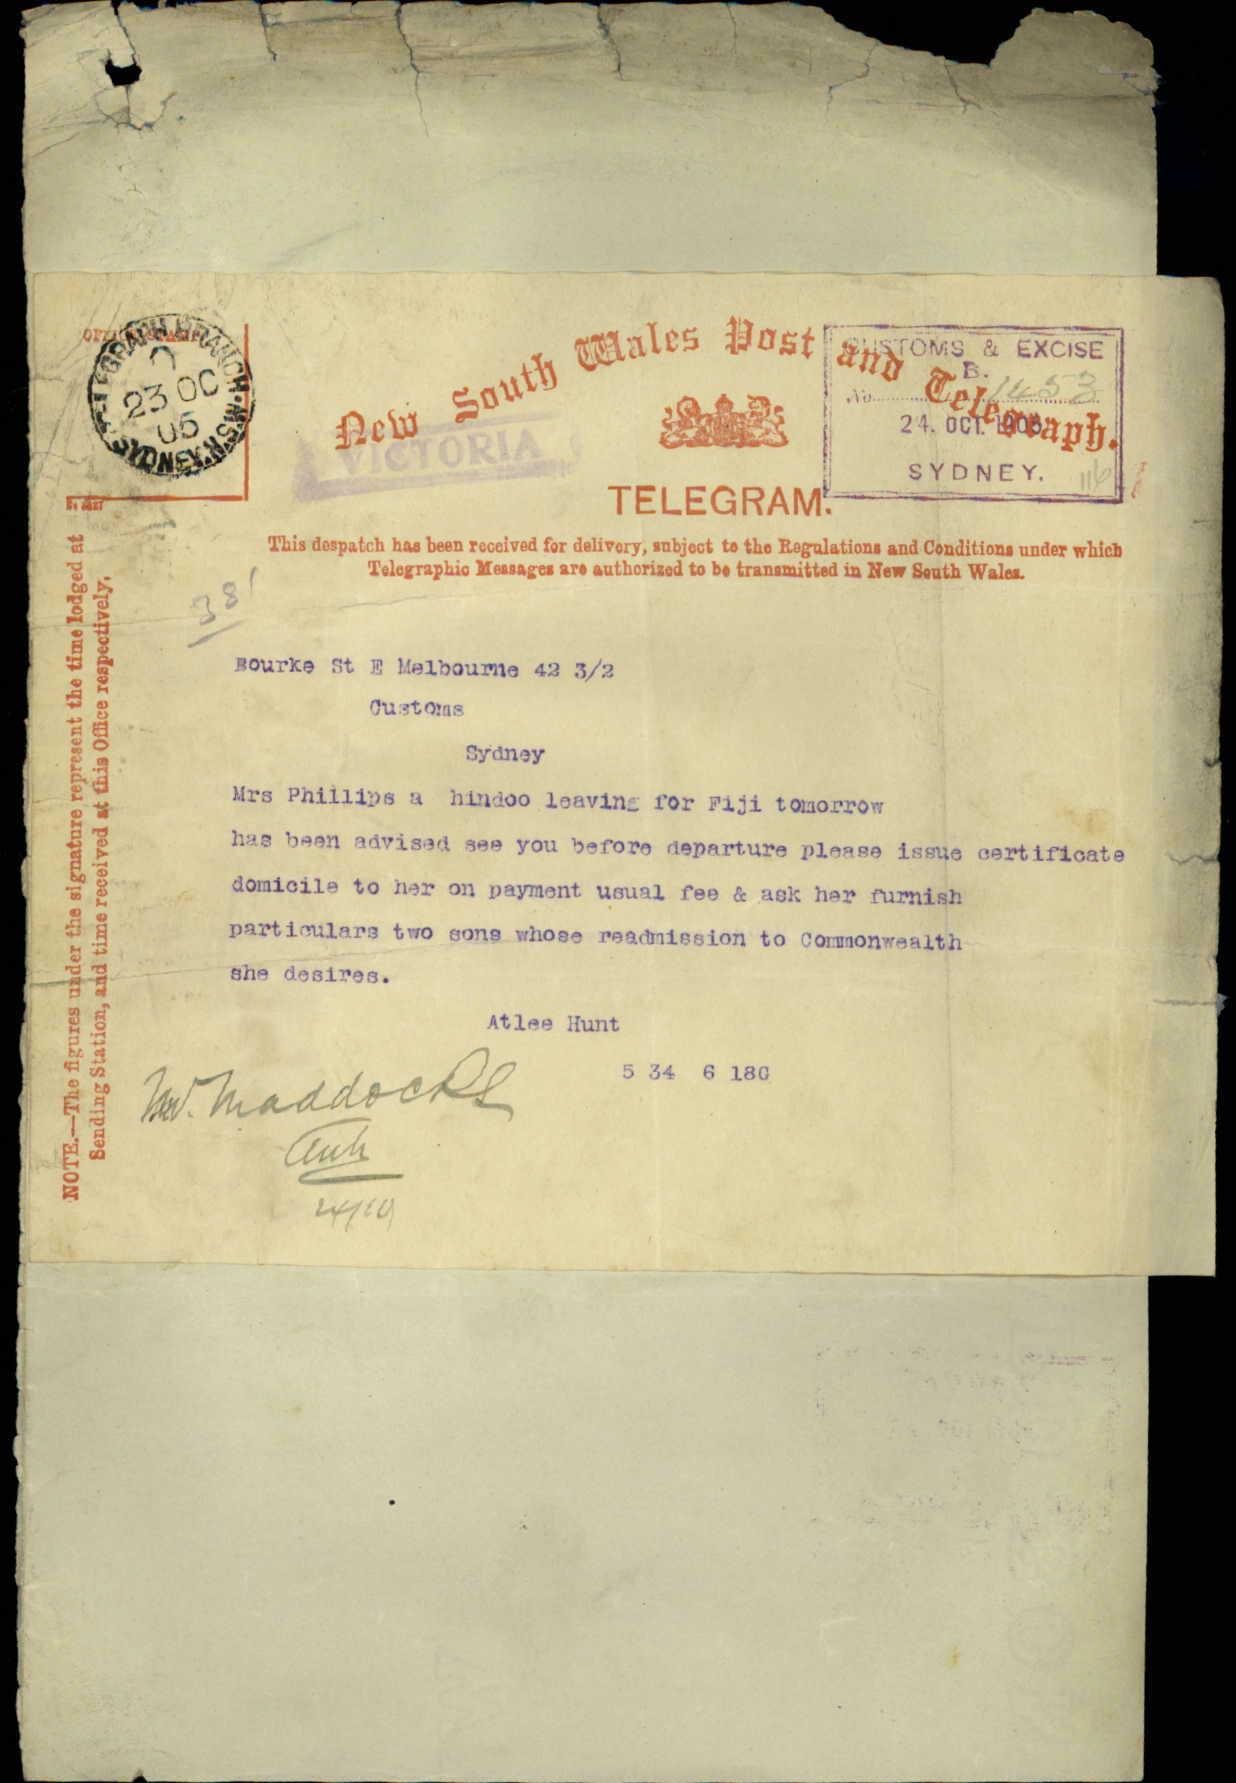 TELEGRAPH BRANCH
23 OC
05
SYDNEY. N.S.W.
New South Wales Post and Telegraph.
VICTORIA
CUSTOMS & EXCISE
B.
No 1453
24. OCT. 1905
SYDNEY.
116
TELEGRAM.
This despatch has been received for delivery, subject to the Regulations and Conditions under which
Telegraphic Messages are authorized to be transmitted in New South Wales.
38
NOTE.—The figures under the signature represent the time lodged at
Sending Station, and time received at this Office respectively.
Bourke St E Melbourne 42 3/2
Customs
Sydney
Mrs Phillips a hindoo leaving for Fiji tomorrow
has been advised see you before departure please issue certificate
domicile to her on payment usual fee & ask her furnish
particulars two sons whose readmission to Commonwealth
she desires.
Atlee Hunt
5 34 6 18G
Mr. Maddocks
24/10